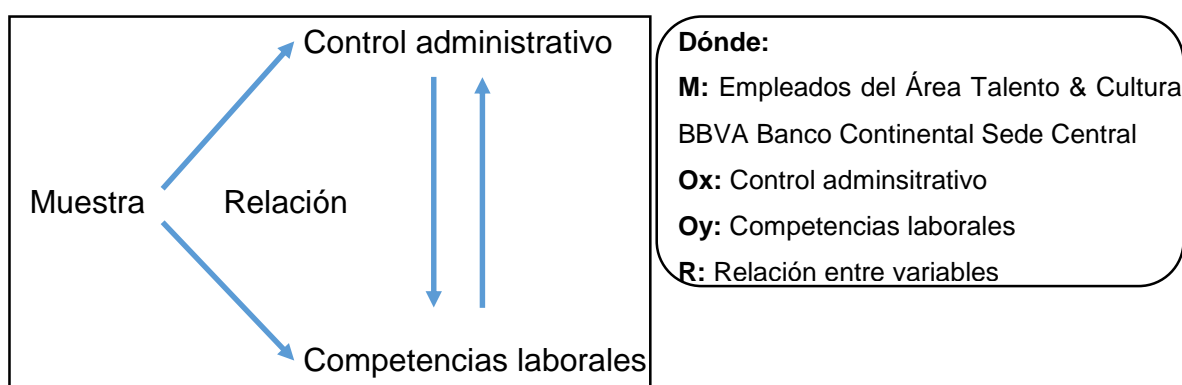 Control administrativo
Muestra
Relación
Competencias laborales
Dónde:
M: Empleados del Área Talento & Cultura
BBVA Banco Continental Sede Central
Ox: Control adminsitrativo
Oy: Competencias laborales
R: Relación entre variables